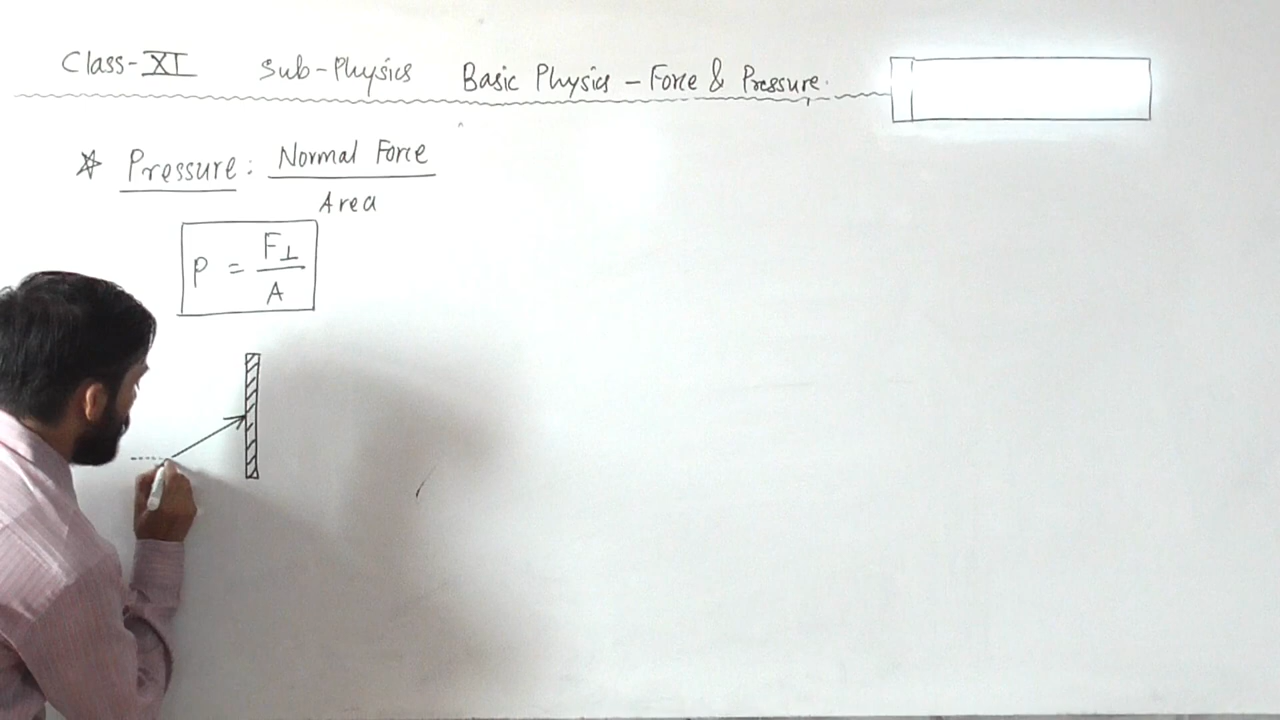 Class-XI Sub-Physics Basic Physics – Force & Pressure.
☆ Pressure: Normal Force
Area
P = F⊥
A